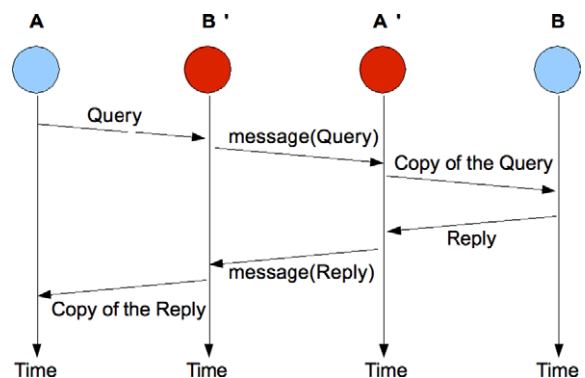 A B ' A ' B
Query
message(Query)
Copy of the Query
Reply
message(Reply)
Copy of the Reply
Time Time Time Time